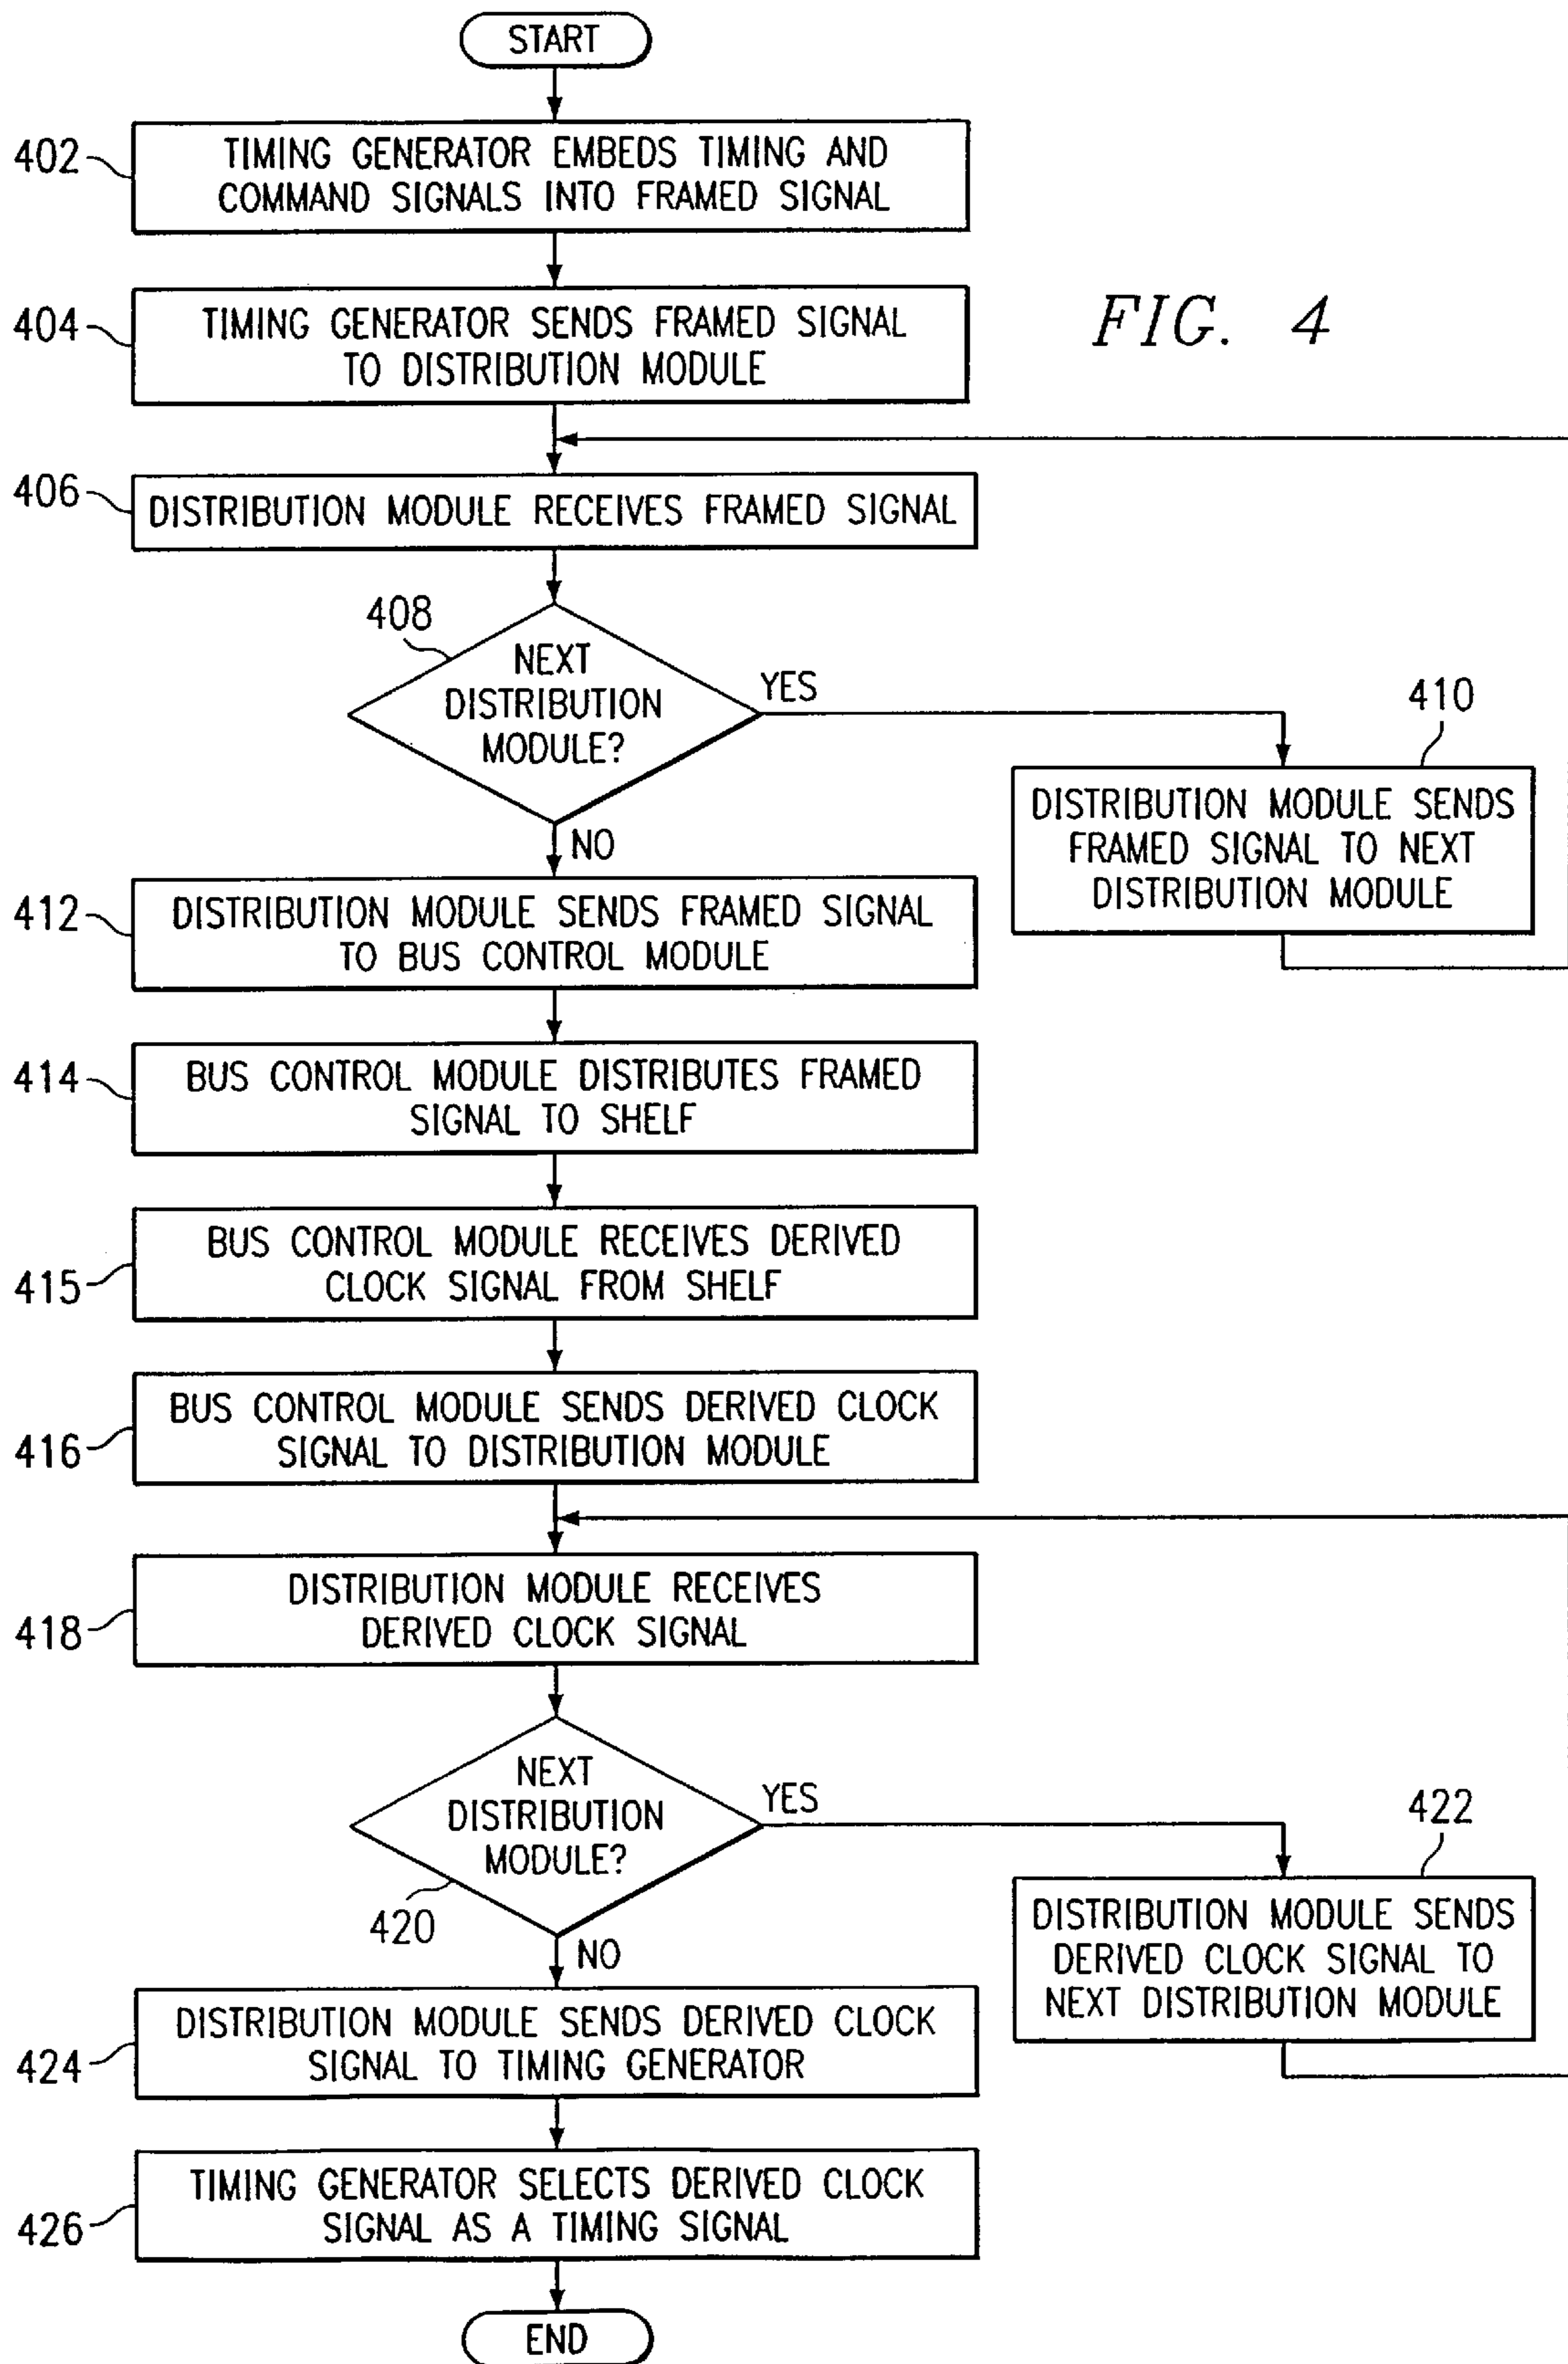 START
402
TIMING GENERATOR EMBEDS TIMING AND
COMMAND SIGNALS INTO FRAMED SIGNAL
404
TIMING GENERATOR SENDS FRAMED SIGNAL
TO DISTRIBUTION MODULE
FIG. 4
406
DISTRIBUTION MODULE RECEIVES FRAMED SIGNAL
408
NEXT
DISTRIBUTION
MODULE?
YES
410
DISTRIBUTION MODULE SENDS
FRAMED SIGNAL TO NEXT
DISTRIBUTION MODULE
NO
412
DISTRIBUTION MODULE SENDS FRAMED SIGNAL
TO BUS CONTROL MODULE
414
BUS CONTROL MODULE DISTRIBUTES FRAMED
SIGNAL TO SHELF
415
BUS CONTROL MODULE RECEIVES DERIVED
CLOCK SIGNAL FROM SHELF
416
BUS CONTROL MODULE SENDS DERIVED CLOCK
SIGNAL TO DISTRIBUTION MODULE
418
DISTRIBUTION MODULE RECEIVES
DERIVED CLOCK SIGNAL
NEXT
DISTRIBUTION
MODULE?
420
YES
422
DISTRIBUTION MODULE SENDS
DERIVED CLOCK SIGNAL TO
NEXT DISTRIBUTION MODULE
NO
424
DISTRIBUTION MODULE SENDS DERIVED CLOCK
SIGNAL TO TIMING GENERATOR
426
TIMING GENERATOR SELECTS DERIVED CLOCK
SIGNAL AS A TIMING SIGNAL
END